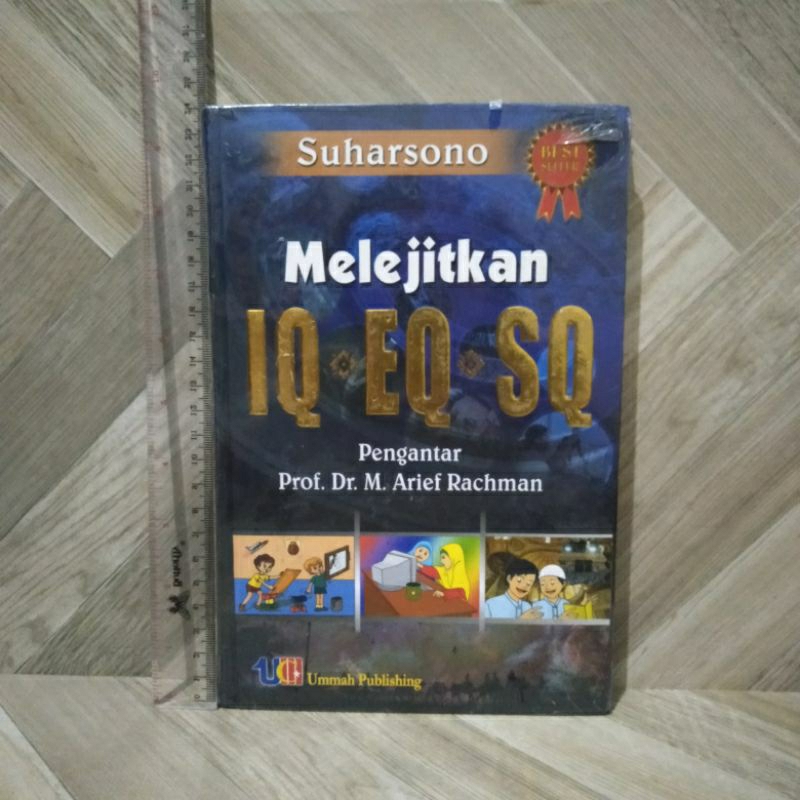 Suharsono
BEST
SELLER
Melejitkan
IQ EQ SQ
Pengantar
Prof. Dr. M. Arief Rachman
Ummah Publishing